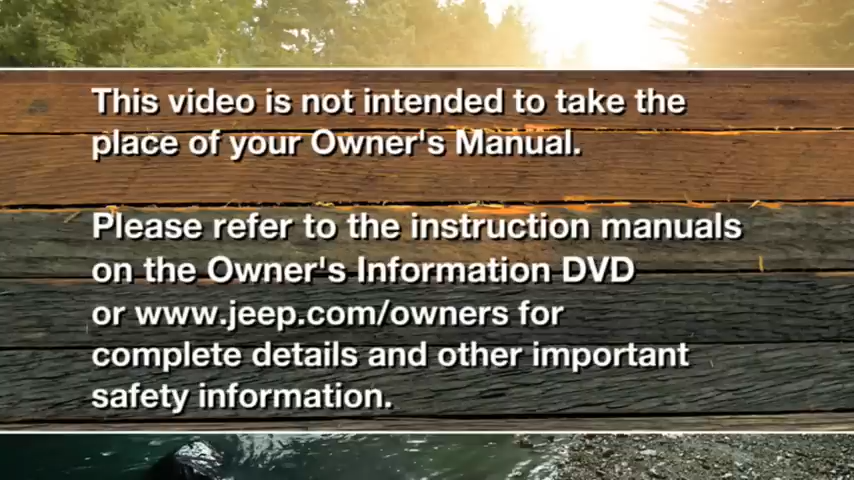 This video is not intended to take the
place of your Owner's Manual.
Please refer to the instruction manuals
on the Owner's Information DVD
or www.jeep.com/owners for
complete details and other important
safety information.